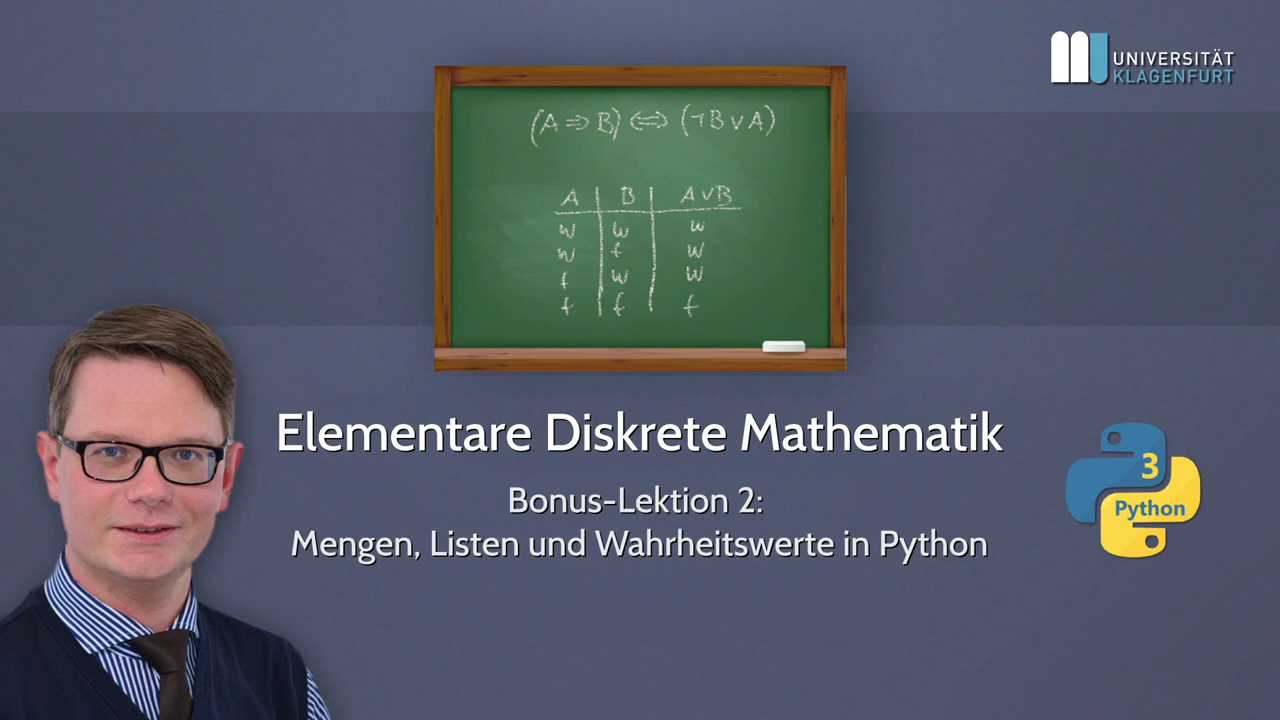 UNIVERSITÄT
KLAGENFURT
(A ⇒ B) ⇔ (¬B ∨ A)
A | B | A ∨ B
w | w | w
w | f | w
f | w | w
f | f | f
Elementare Diskrete Mathematik
Bonus-Lektion 2:
Mengen, Listen und Wahrheitswerte in Python
3
Python